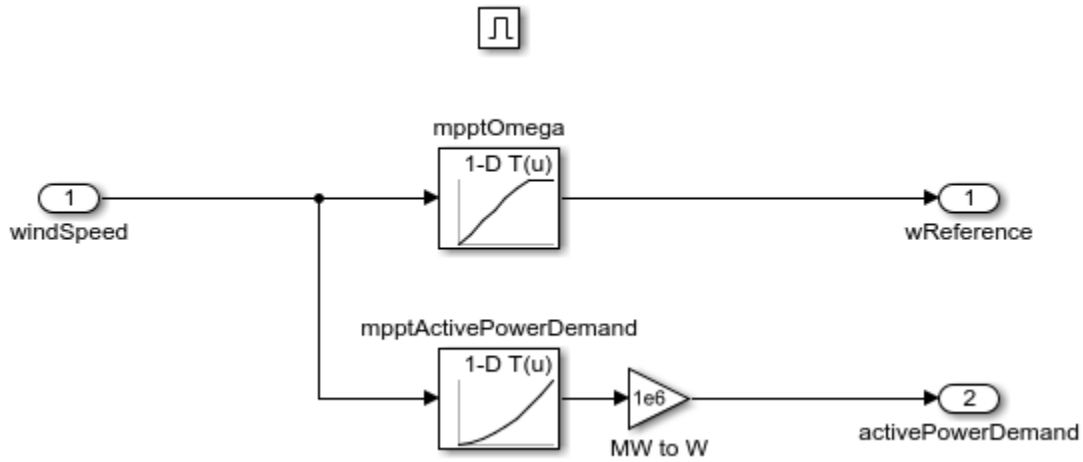 mpptOmega
1-D T(u)
1
windSpeed
1
wReference
mpptActivePowerDemand
1-D T(u)
1e6
MW to W
2
activePowerDemand